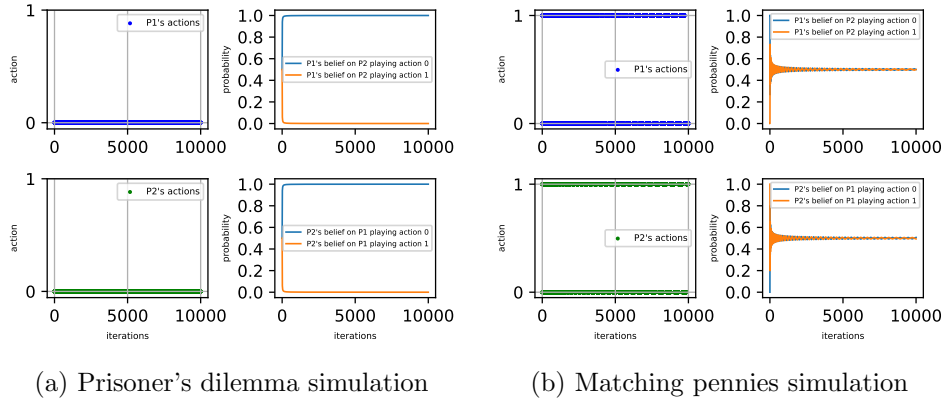 1
action
0
P1's actions
0
5000
10000
1.0
0.8
0.6
0.4
0.2
0.0
probability
P1's belief on P2 playing action 0
P1's belief on P2 playing action 1
0
5000
10000
1
action
0
P2's actions
0
5000
10000
iterations
1.0
0.8
0.6
0.4
0.2
0.0
probability
P2's belief on P1 playing action 0
P2's belief on P1 playing action 1
0
5000
10000
iterations
(a) Prisoner's dilemma simulation
1
action
0
P1's actions
0
5000
10000
1.0
0.8
0.6
0.4
0.2
0.0
probability
P1's belief on P2 playing action 0
P1's belief on P2 playing action 1
0
5000
10000
1
action
0
P2's actions
0
5000
10000
iterations
1.0
0.8
0.6
0.4
0.2
0.0
probability
P2's belief on P1 playing action 0
P2's belief on P1 playing action 1
0
5000
10000
iterations
(b) Matching pennies simulation